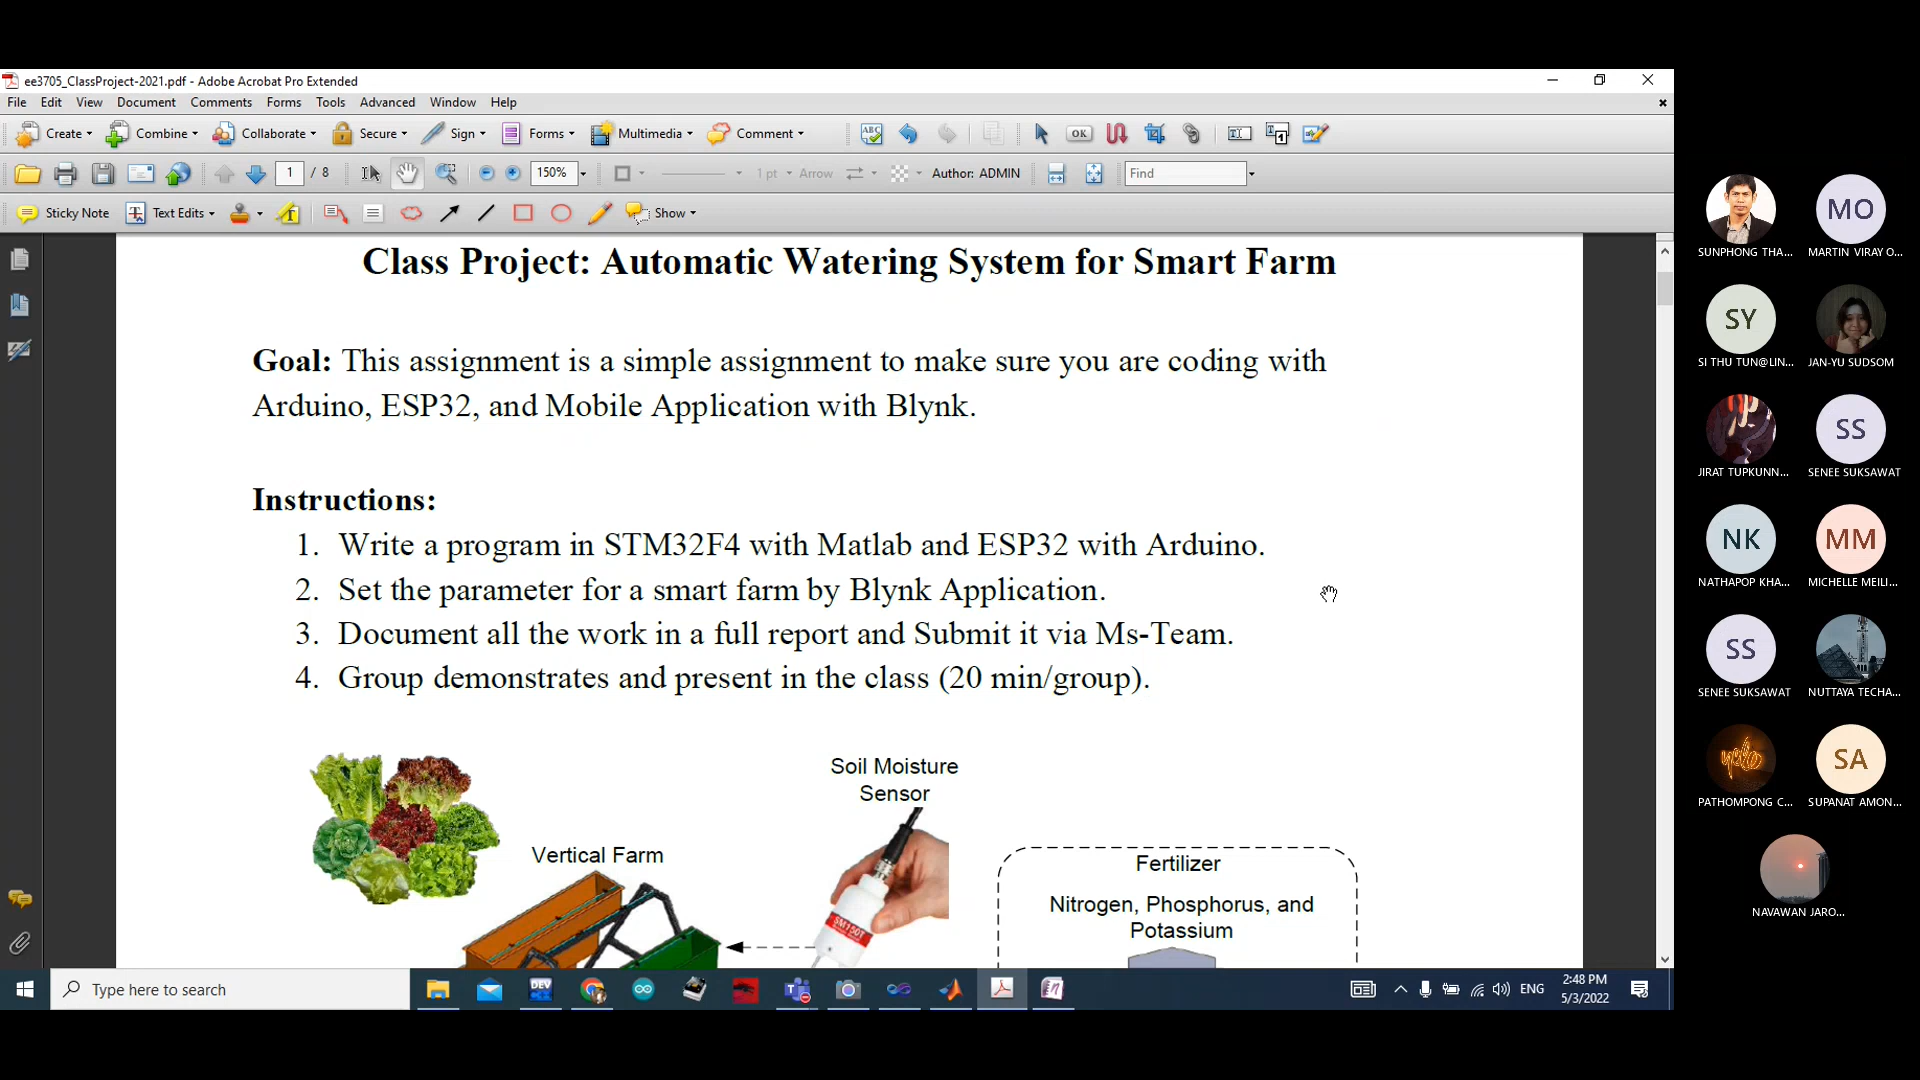 ee3705_ClassProject-2021.pdf - Adobe Acrobat Pro Extended
File Edit View Document Comments Forms Tools Advanced Window Help
Create Combine Collaborate Secure Sign Forms Multimedia Comment ABC OK
1 / 8 150% 1 pt Arrow Author: ADMIN Find
Sticky Note Text Edits Show
Class Project: Automatic Watering System for Smart Farm
Goal: This assignment is a simple assignment to make sure you are coding with
Arduino, ESP32, and Mobile Application with Blynk.
Instructions:
1. Write a program in STM32F4 with Matlab and ESP32 with Arduino.
2. Set the parameter for a smart farm by Blynk Application.
3. Document all the work in a full report and Submit it via Ms-Team.
4. Group demonstrates and present in the class (20 min/group).
Soil Moisture
Sensor
Vertical Farm
SM150T
Fertilizer
Nitrogen, Phosphorus, and
Potassium
Type here to search
DEV
ENG
2:48 PM
5/3/2022
SUNPHONG THA...
MO
MARTIN VIRAY O...
SY
SI THU TUN@LIN...
JAN-YU SUDSOM
JIRAT TUPKUNN...
SS
SENEE SUKSAWAT
NK
NATHAPOP KHA...
MM
MICHELLE MEILI...
SS
SENEE SUKSAWAT
NUTTAYA TECHA...
yolo
PATHOMPONG C...
SA
SUPANAT AMON...
NAVAWAN JARO...